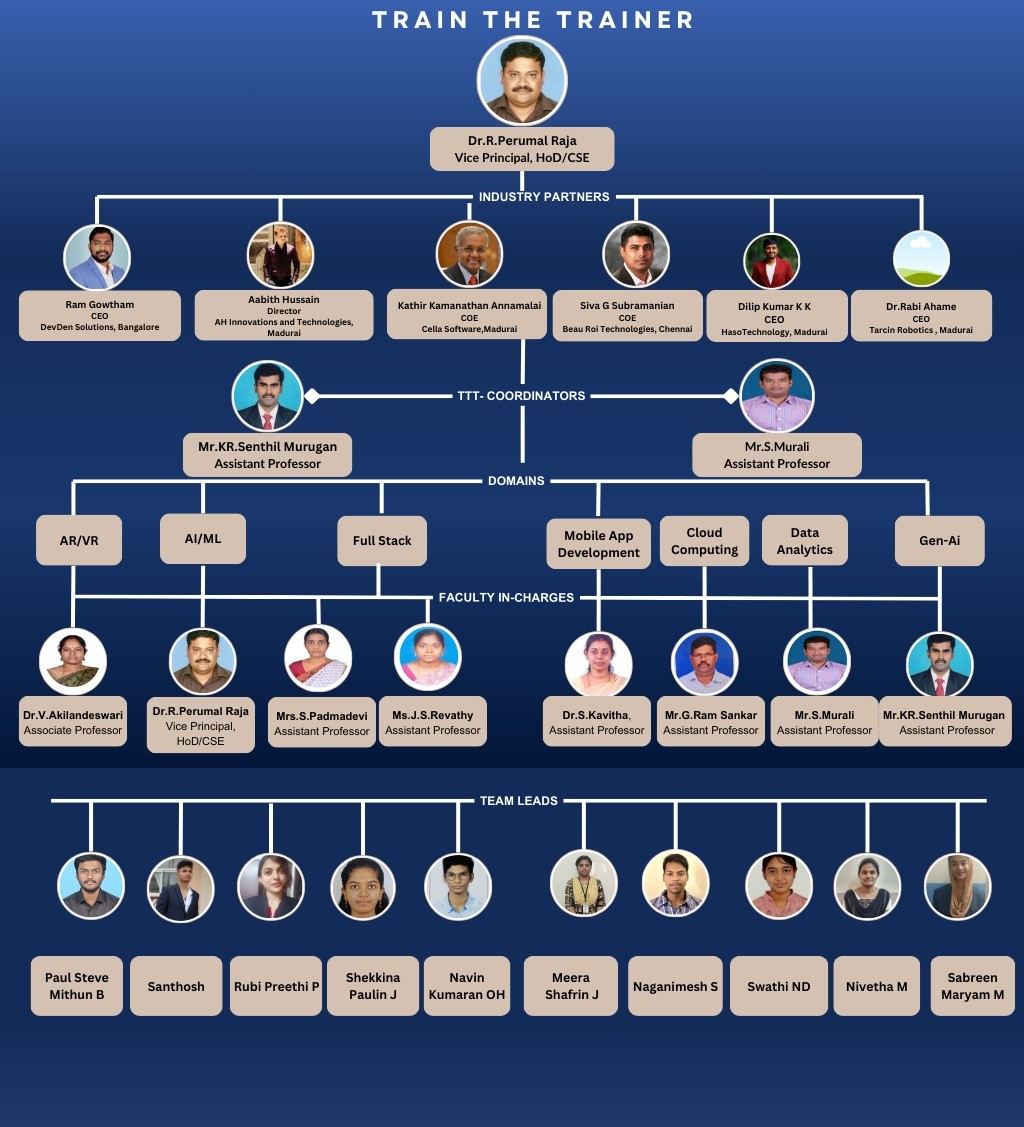 TRAIN THE TRAINER
Dr.R.Perumal Raja
Vice Principal, HoD/CSE
INDUSTRY PARTNERS
Ram Gowtham
CEO
DevDen Solutions, Bangalore
Aabith Hussain
Director
AH Innovations and Technologies,
Madurai
Kathir Kamanathan Annamalai
COE
Cella Software,Madurai
Siva G Subramanian
COE
Beau Roi Technologies, Chennai
Dilip Kumar K K
CEO
HasoTechnology, Madurai
Dr.Rabi Ahame
CEO
Tarcin Robotics , Madurai
TTT- COORDINATORS
Mr.KR.Senthil Murugan
Assistant Professor
Mr.S.Murali
Assistant Professor
DOMAINS
AR/VR
AI/ML
Full Stack
Mobile App
Development
Cloud
Computing
Data
Analytics
Gen-Ai
FACULTY IN-CHARGES
Dr.V.Akilandeswari
Associate Professor
Dr.R.Perumal Raja
Vice Principal,
HoD/CSE
Mrs.S.Padmadevi
Assistant Professor
Ms.J.S.Revathy
Assistant Professor
Dr.S.Kavitha,
Assistant Professor
Mr.G.Ram Sankar
Assistant Professor
Mr.S.Murali
Assistant Professor
Mr.KR.Senthil Murugan
Assistant Professor
TEAM LEADS
Paul Steve
Mithun B
Santhosh
Rubi Preethi P
Shekkina
Paulin J
Navin
Kumaran OH
Meera
Shafrin J
Naganimesh S
Swathi ND
Nivetha M
Sabreen
Maryam M